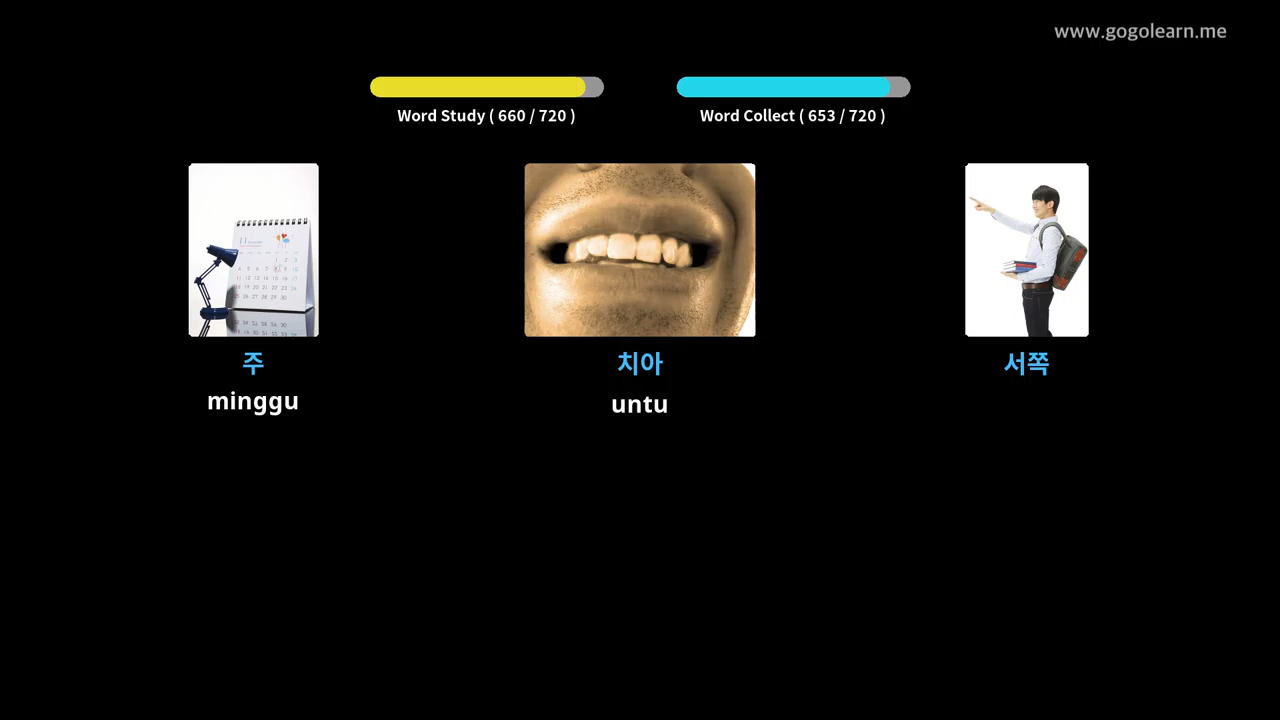 www.gogolearn.me
Word Study ( 660 / 720 )
Word Collect ( 653 / 720 )
주
치아
서쪽
minggu
untu